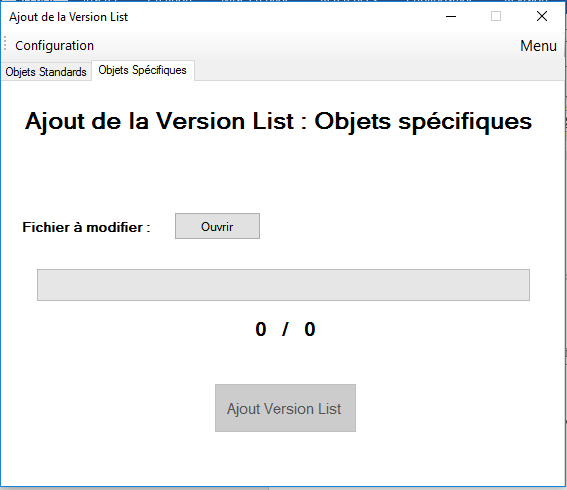 Ajout de la Version List
Configuration Menu
Objets Standards Objets Spécifiques
Ajout de la Version List : Objets spécifiques
Fichier à modifier : Ouvrir
0 / 0
Ajout Version List